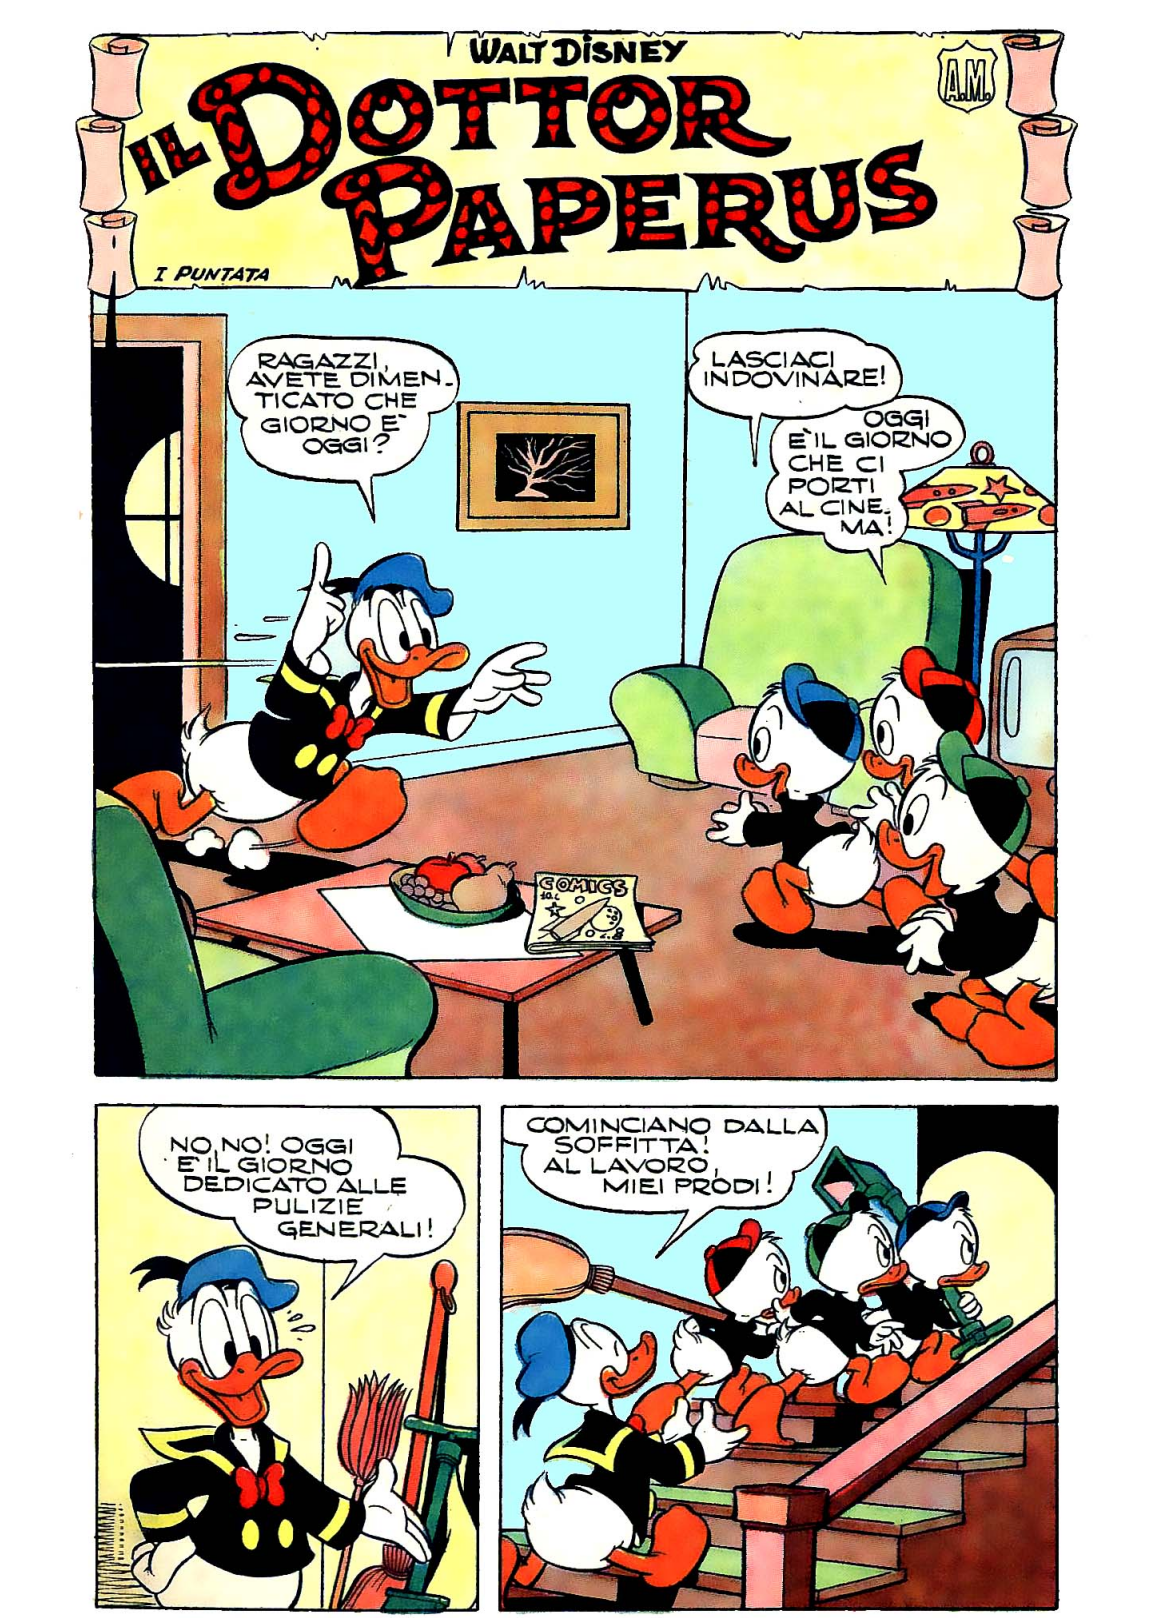 WALT DISNEY
A.M.
IL DOTTOR
PAPERUS
I PUNTATA
RAGAZZI,
AVETE DIMEN-
TICATO CHE
GIORNO E`
OGGI?
LASCIACI
INDOVINARE!
OGGI
E` IL GIORNO
CHE CI
PORTI
AL CINE-
MA!
COMICS
NO, NO! OGGI
E` IL GIORNO
DEDICATO ALLE
PULIZIE
GENERALI!
COMINCIANO DALLA
SOFFITTA!
AL LAVORO,
MIEI PRODI!